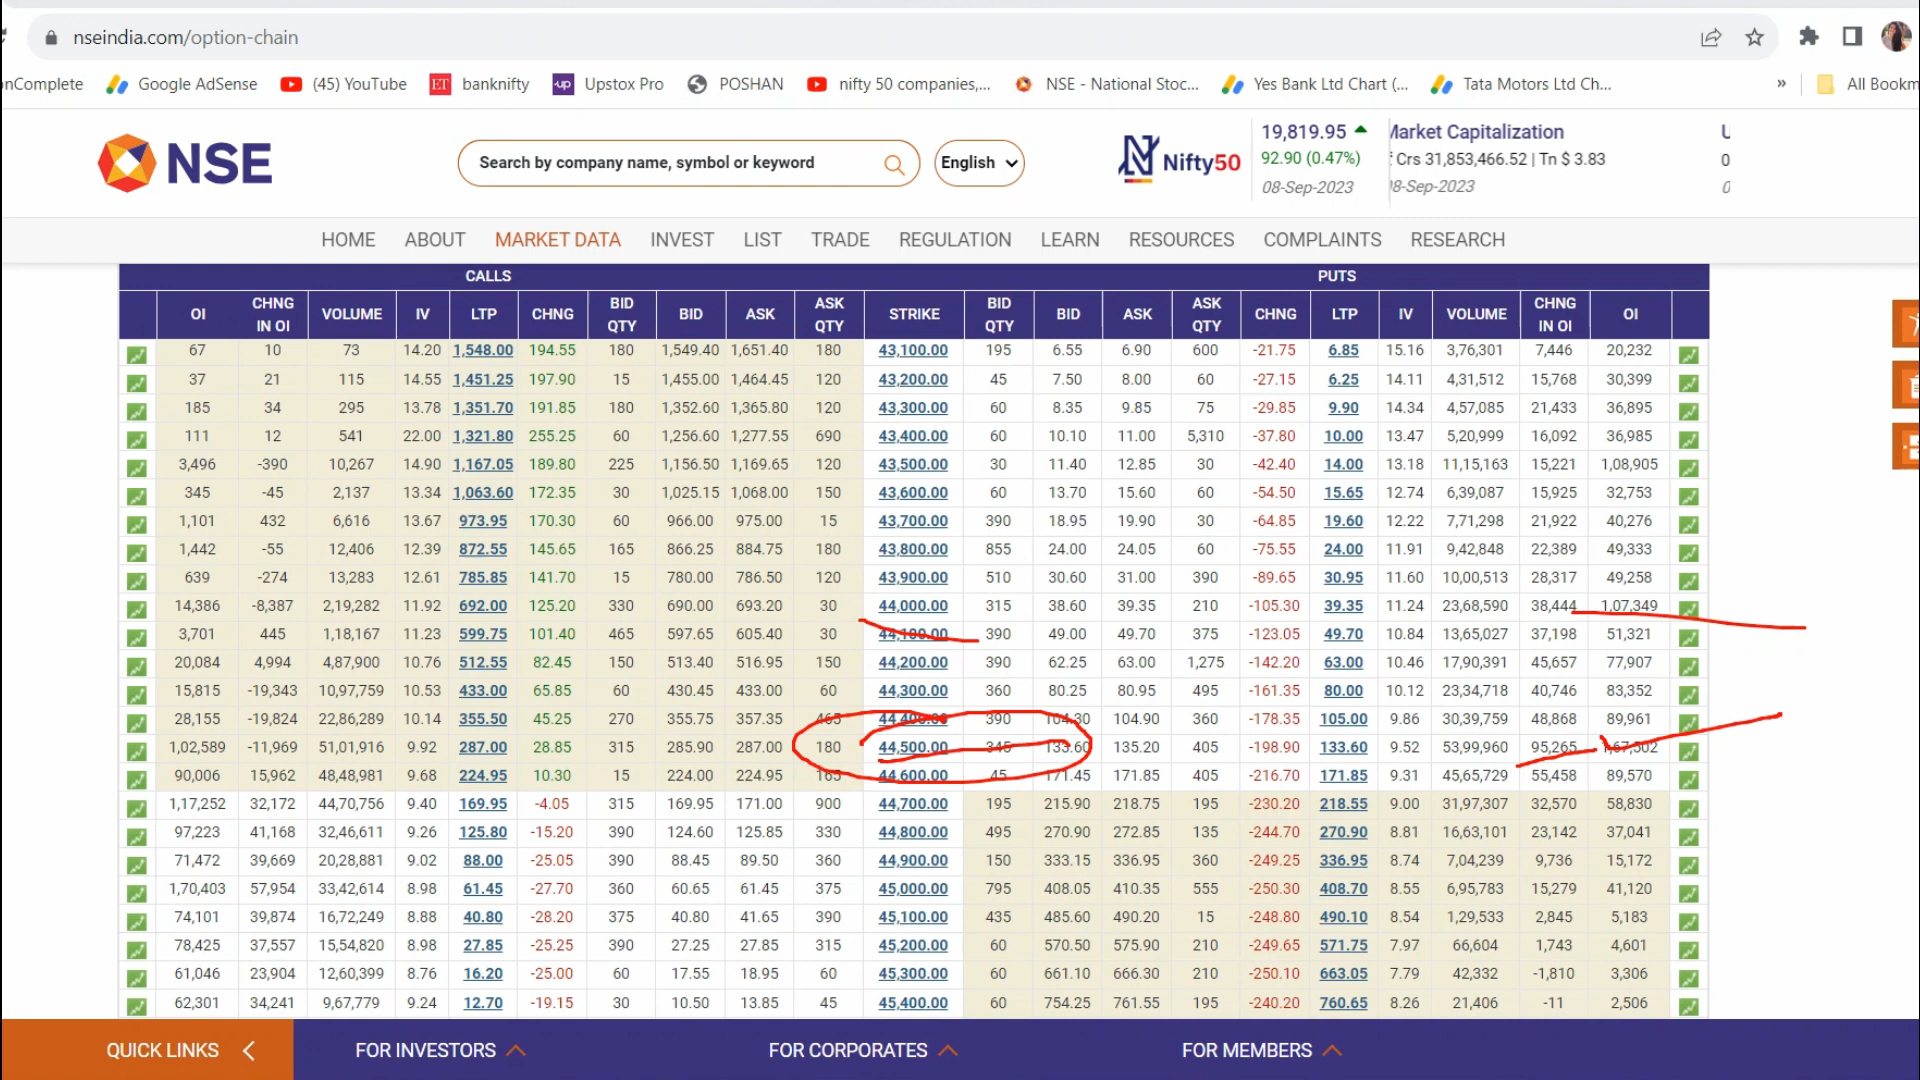 nseindia.com/option-chain
nComplete Google AdSense (45) YouTube ET banknifty up Upstox Pro POSHAN nifty 50 companies,... NSE - National Stoc... Yes Bank Ltd Chart (... Tata Motors Ltd Ch... » All Bookm
NSE Search by company name, symbol or keyword English Nifty50
19,819.95 Market Capitalization U
92.90 (0.47%) Crs 31,853,466.52 | Tn $ 3.83 0
08-Sep-2023 8-Sep-2023 0
HOME ABOUT MARKET DATA INVEST LIST TRADE REGULATION LEARN RESOURCES COMPLAINTS RESEARCH
CALLS PUTS
OI CHNG IN OI VOLUME IV LTP CHNG BID QTY BID ASK ASK QTY STRIKE BID QTY BID ASK ASK QTY CHNG LTP IV VOLUME CHNG IN OI OI
67 10 73 14.20 1,548.00 194.55 180 1,549.40 1,651.40 180 43,100.00 195 6.55 6.90 600 -21.75 6.85 15.16 3,76,301 7,446 20,232
37 21 115 14.55 1,451.25 197.90 15 1,455.00 1,464.45 120 43,200.00 45 7.50 8.00 60 -27.15 6.25 14.11 4,31,512 15,768 30,399
185 34 295 13.78 1,351.70 191.85 180 1,352.60 1,365.80 120 43,300.00 60 8.35 9.85 75 -29.85 9.90 14.34 4,57,085 21,433 36,895
111 12 541 22.00 1,321.80 255.25 60 1,256.60 1,277.55 690 43,400.00 60 10.10 11.00 5,310 -37.80 10.00 13.47 5,20,999 16,092 36,985
3,496 -390 10,267 14.90 1,167.05 189.80 225 1,156.50 1,169.65 120 43,500.00 30 11.40 12.85 30 -42.40 14.00 13.18 11,15,163 15,221 1,08,905
345 -45 2,137 13.34 1,063.60 172.35 30 1,025.15 1,068.00 150 43,600.00 60 13.70 15.60 60 -54.50 15.65 12.74 6,39,087 15,925 32,753
1,101 432 6,616 13.67 973.95 170.30 60 966.00 975.00 15 43,700.00 390 18.95 19.90 30 -64.85 19.60 12.22 7,71,298 21,922 40,276
1,442 -55 12,406 12.39 872.55 145.65 165 866.25 884.75 180 43,800.00 855 24.00 24.05 60 -75.55 24.00 11.91 9,42,848 22,389 49,333
639 -274 13,283 12.61 785.85 141.70 15 780.00 786.50 120 43,900.00 510 30.60 31.00 390 -89.65 30.95 11.60 10,00,513 28,317 49,258
14,386 -8,387 2,19,282 11.92 692.00 125.20 330 690.00 693.20 30 44,000.00 315 38.60 39.35 210 -105.30 39.35 11.24 23,68,590 38,444 1,07,349
3,701 445 1,18,167 11.23 599.75 101.40 465 597.65 605.40 30 44,100.00 390 49.00 49.70 375 -123.05 49.70 10.84 13,65,027 37,198 51,321
20,084 4,994 4,87,900 10.76 512.55 82.45 150 513.40 516.95 150 44,200.00 390 62.25 63.00 1,275 -142.20 63.00 10.46 17,90,391 45,657 77,907
15,815 -19,343 10,97,759 10.53 433.00 65.85 60 430.45 433.00 60 44,300.00 360 80.25 80.95 495 -161.35 80.00 10.12 23,34,718 40,746 83,352
28,155 -19,824 22,86,289 10.14 355.50 45.25 270 355.75 357.35 465 44,400.00 390 104.30 104.90 360 -178.35 105.00 9.86 30,39,759 48,868 89,961
1,02,589 -11,969 51,01,916 9.92 287.00 28.85 315 285.90 287.00 180 44,500.00 345 133.60 135.20 405 -198.90 133.60 9.52 53,99,960 95,265 1,67,502
90,006 15,962 48,48,981 9.68 224.95 10.30 15 224.00 224.95 165 44,600.00 45 171.45 171.85 405 -216.70 171.85 9.31 45,65,729 55,458 89,570
1,17,252 32,172 44,70,756 9.40 169.95 -4.05 315 169.95 171.00 900 44,700.00 195 215.90 218.75 195 -230.20 218.55 9.00 31,97,307 32,570 58,830
97,223 41,168 32,46,611 9.26 125.80 -15.20 390 124.60 125.85 330 44,800.00 495 270.90 272.85 135 -244.70 270.90 8.81 16,63,101 23,142 37,041
71,472 39,669 20,28,881 9.02 88.00 -25.05 390 88.45 89.50 360 44,900.00 150 333.15 336.95 360 -249.25 336.95 8.74 7,04,239 9,736 15,172
1,70,403 57,954 33,42,614 8.98 61.45 -27.70 360 60.65 61.45 375 45,000.00 795 408.05 410.35 555 -250.30 408.70 8.55 6,95,783 15,279 41,120
74,101 39,874 16,72,249 8.88 40.80 -28.20 375 40.80 41.65 390 45,100.00 435 485.60 490.20 15 -248.80 490.10 8.54 1,29,533 2,845 5,183
78,425 37,557 15,54,820 8.98 27.85 -25.25 390 27.25 27.85 315 45,200.00 60 570.50 575.90 210 -249.65 571.75 7.97 66,604 1,743 4,601
61,046 23,904 12,60,399 8.76 16.20 -25.00 60 17.55 18.95 60 45,300.00 60 661.10 666.30 210 -250.10 663.05 7.79 42,332 -1,810 3,306
62,301 34,241 9,67,779 9.24 12.70 -19.15 30 10.50 13.85 45 45,400.00 60 754.25 761.55 195 -240.20 760.65 8.26 21,406 -11 2,506
QUICK LINKS FOR INVESTORS FOR CORPORATES FOR MEMBERS